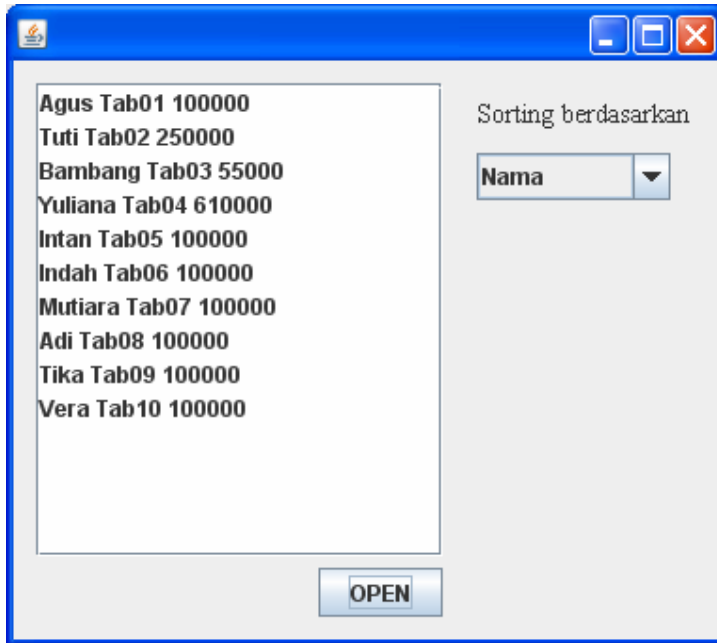 Agus Tab01 100000
Tuti Tab02 250000
Bambang Tab03 55000
Yuliana Tab04 610000
Intan Tab05 100000
Indah Tab06 100000
Mutiara Tab07 100000
Adi Tab08 100000
Tika Tab09 100000
Vera Tab10 100000
Sorting berdasarkan
Nama
OPEN